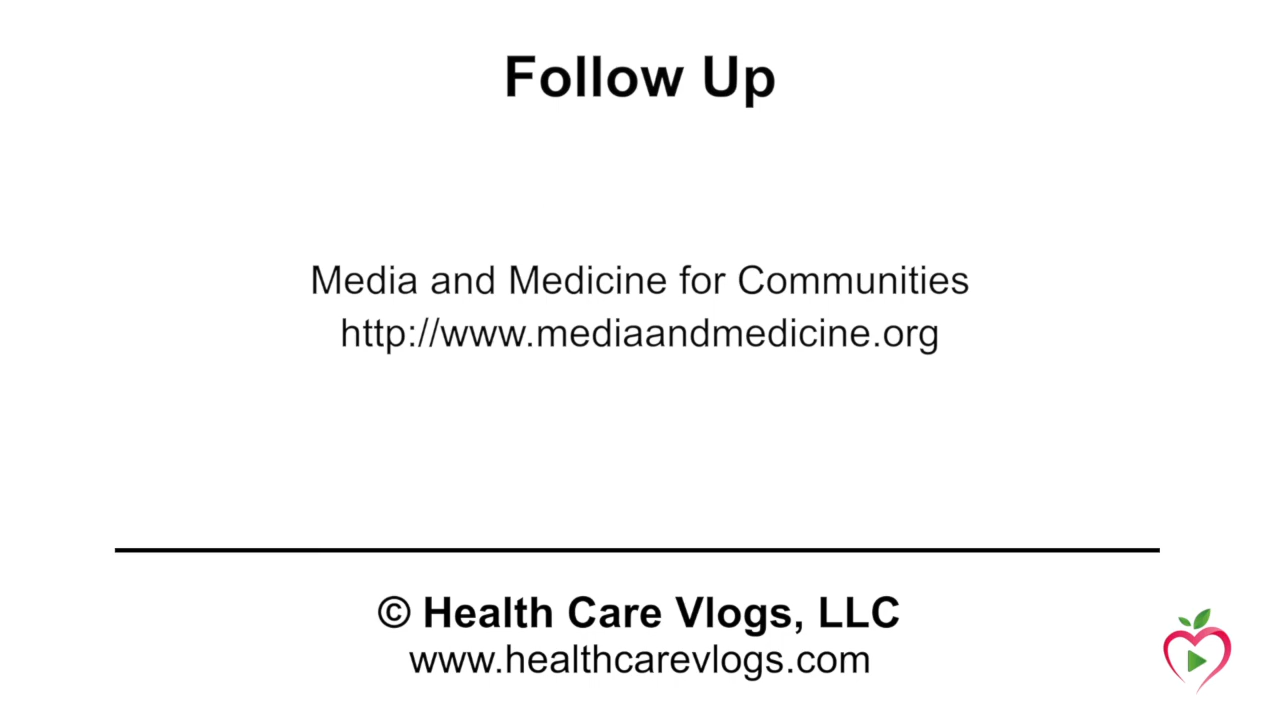 Follow Up
Media and Medicine for Communities
http://www.mediaandmedicine.org
© Health Care Vlogs, LLC
www.healthcarevlogs.com